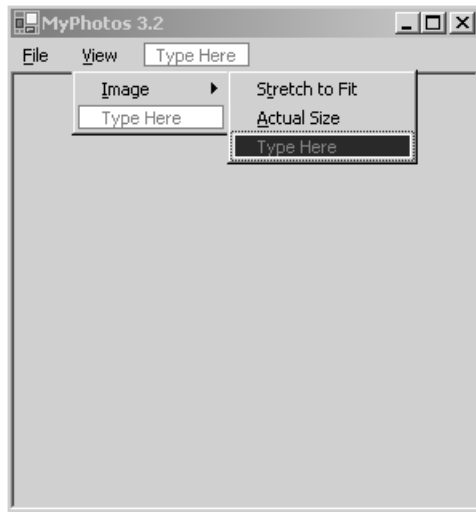 MyPhotos 3.2
File View Type Here
Image Stretch to Fit
Type Here Actual Size
Type Here